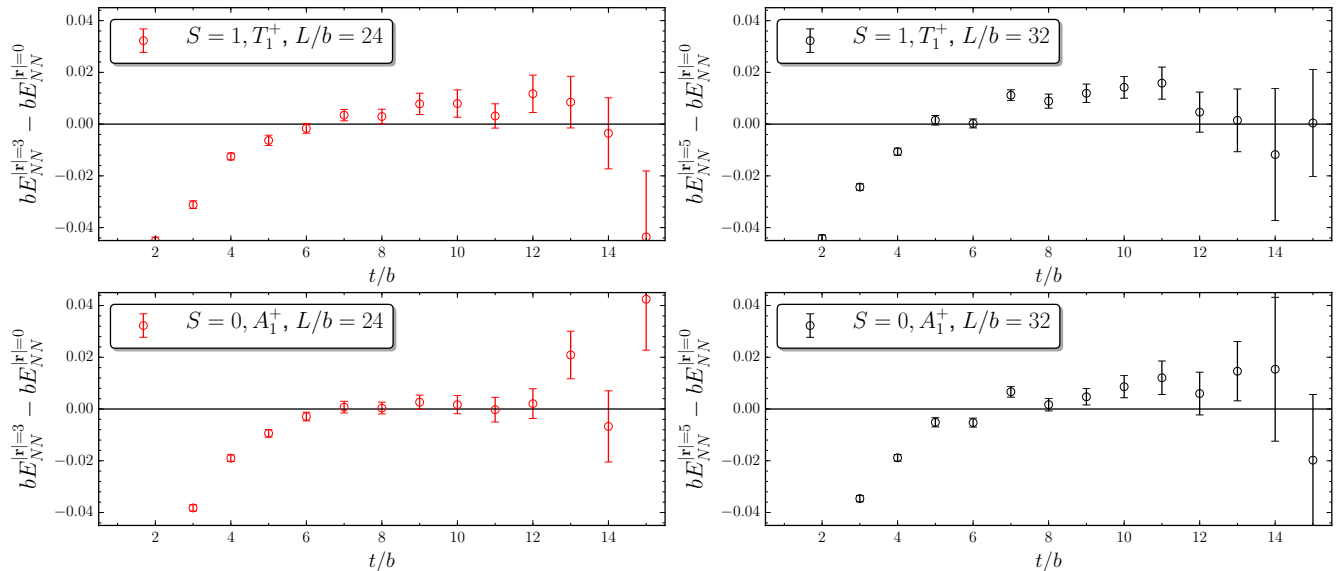 bE_{NN}^{|r|=3} − bE_{NN}^{|r|=0}
0.04
0.02
0.00
−0.02
−0.04
S = 1, T_1^+, L/b = 24
2 4 6 8 10 12 14
t/b
bE_{NN}^{|r|=5} − bE_{NN}^{|r|=0}
0.04
0.02
0.00
−0.02
−0.04
S = 1, T_1^+, L/b = 32
2 4 6 8 10 12 14
t/b
bE_{NN}^{|r|=3} − bE_{NN}^{|r|=0}
0.04
0.02
0.00
−0.02
−0.04
S = 0, A_1^+, L/b = 24
2 4 6 8 10 12 14
t/b
bE_{NN}^{|r|=5} − bE_{NN}^{|r|=0}
0.04
0.02
0.00
−0.02
−0.04
S = 0, A_1^+, L/b = 32
2 4 6 8 10 12 14
t/b